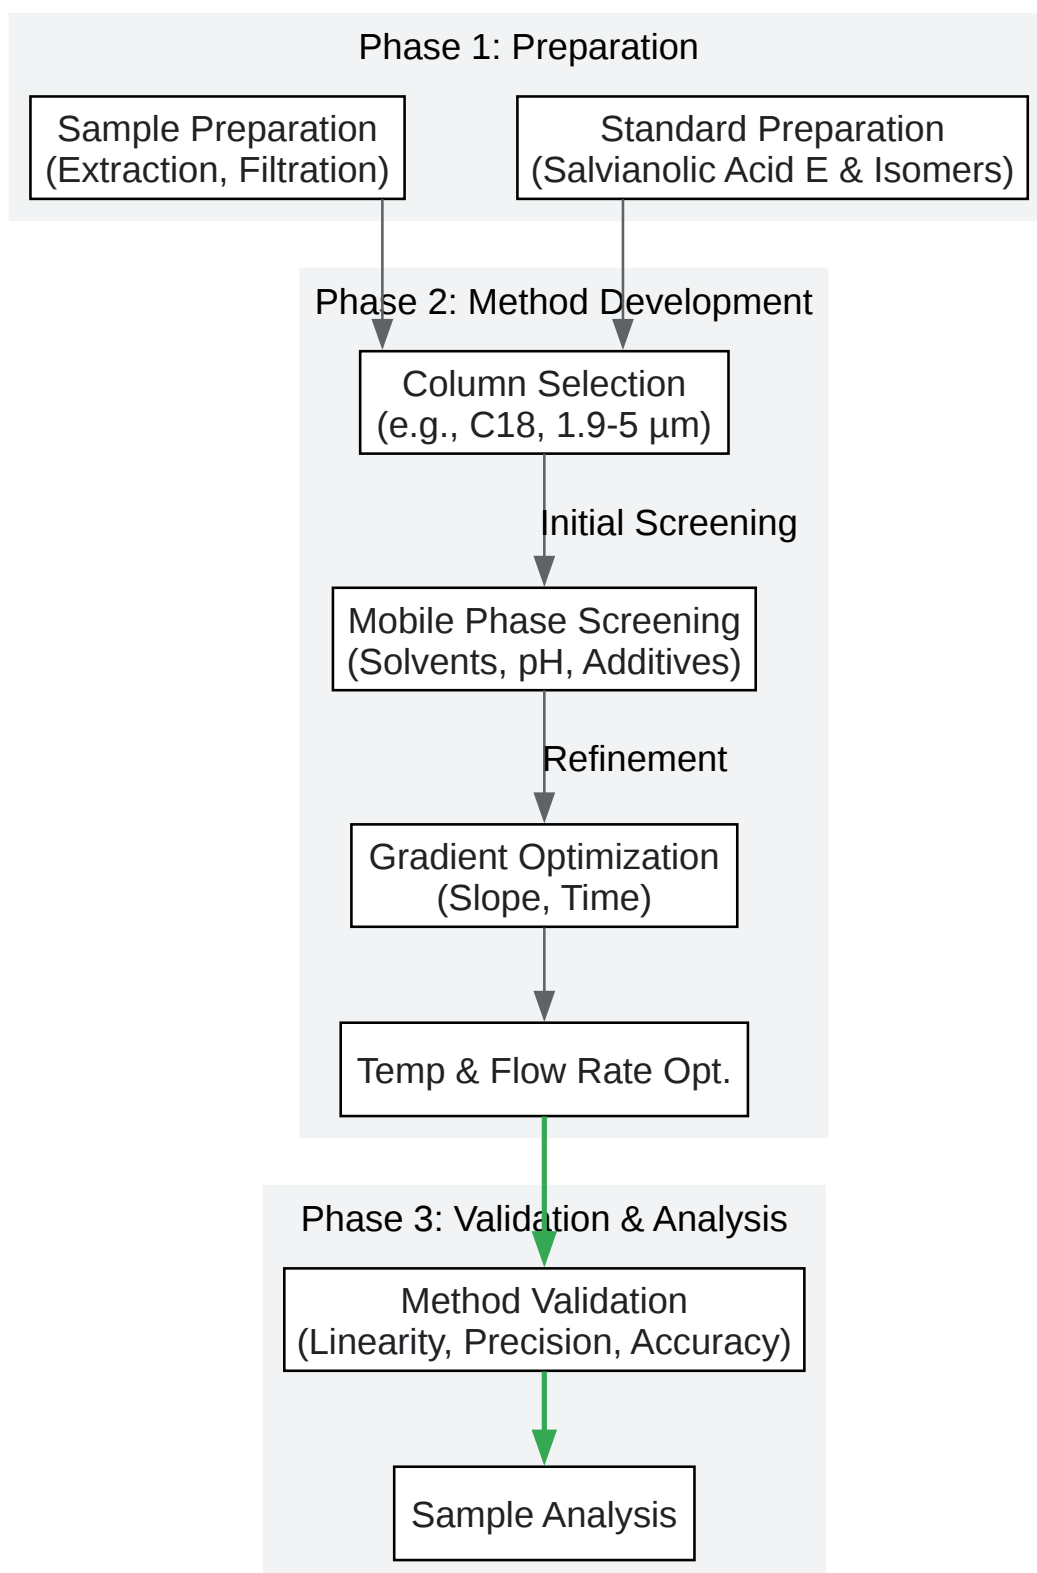 Phase 1: Preparation
Sample Preparation
(Extraction, Filtration)
Standard Preparation
(Salvianolic Acid E & Isomers)
Phase 2: Method Development
Column Selection
(e.g., C18, 1.9-5 µm)
Initial Screening
Mobile Phase Screening
(Solvents, pH, Additives)
Refinement
Gradient Optimization
(Slope, Time)
Temp & Flow Rate Opt.
Phase 3: Validation & Analysis
Method Validation
(Linearity, Precision, Accuracy)
Sample Analysis